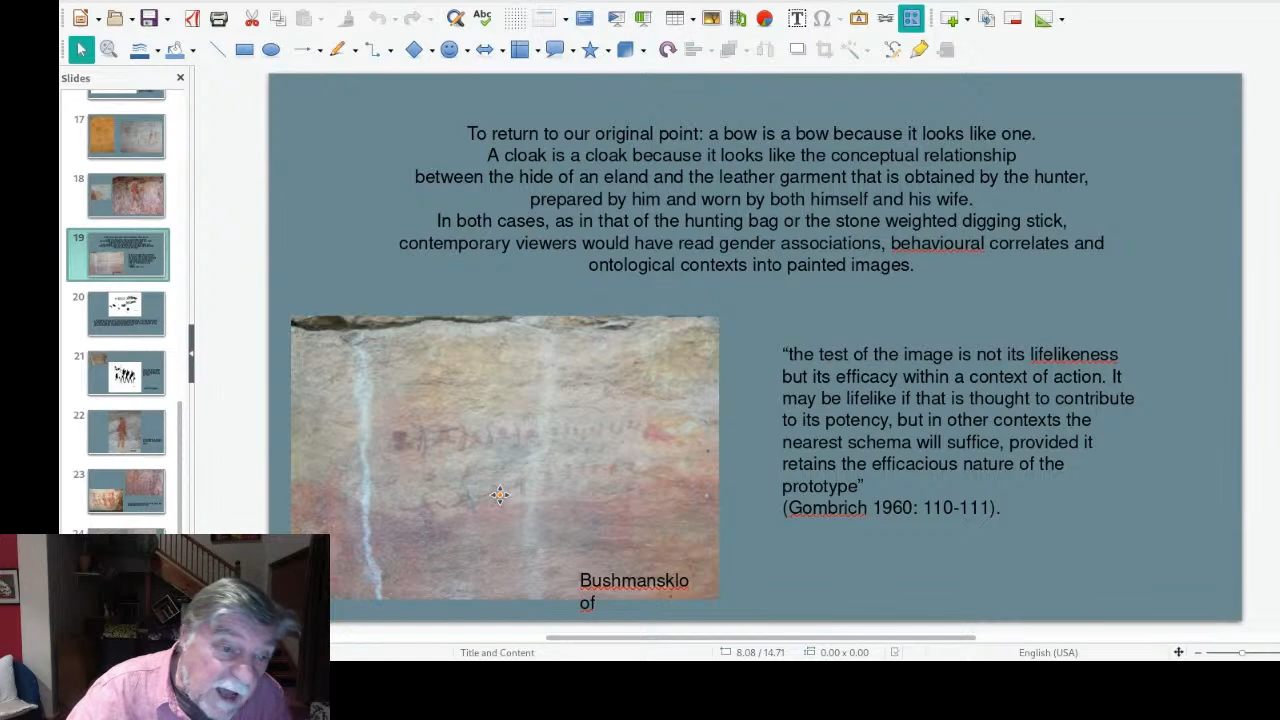 Abc
T
Ω
A
Slides
17
18
19
20
21
22
23
To return to our original point: a bow is a bow because it looks like one.
A cloak is a cloak because it looks like the conceptual relationship
between the hide of an eland and the leather garment that is obtained by the hunter,
prepared by him and worn by both himself and his wife.
In both cases, as in that of the hunting bag or the stone weighted digging stick,
contemporary viewers would have read gender associations, behavioural correlates and
ontological contexts into painted images.
“the test of the image is not its lifelikeness
but its efficacy within a context of action. It
may be lifelike if that is thought to contribute
to its potency, but in other contexts the
nearest schema will suffice, provided it
retains the efficacious nature of the
prototype”
(Gombrich 1960: 110-111).
Bushmansklo
of
Title and Content
8.08 / 14.71
0.00 x 0.00
English (USA)